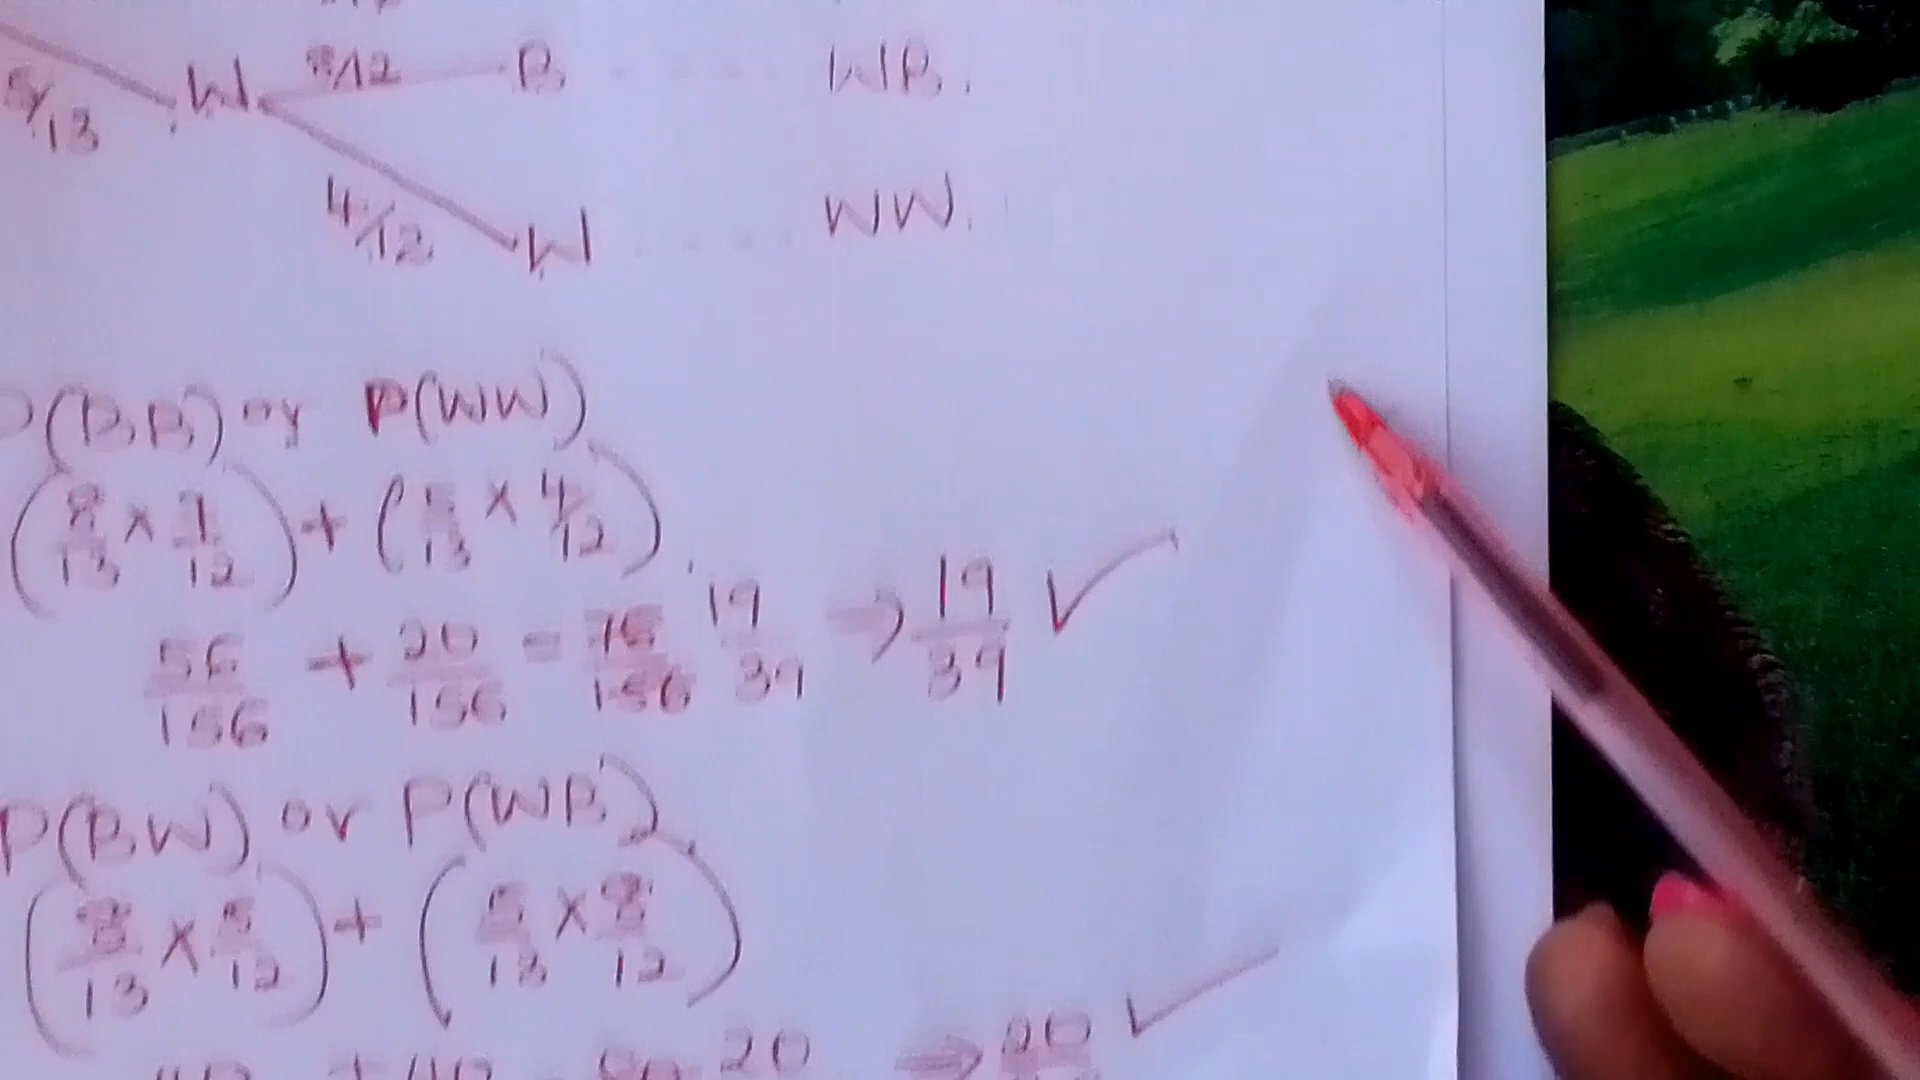 5/13 W 8/12 B - - - - WB.
4/12 W - - - - WW.
P(BB) or P(WW)
(8/13 × 7/12) + (5/13 × 4/12)
56/156 + 20/156 = 76/156 19/39 ⇒ 19/39 ✓
P(BW) or P(WB)
(8/13 × 5/12) + (5/13 × 8/12)
20 ⇒ 20 ✓